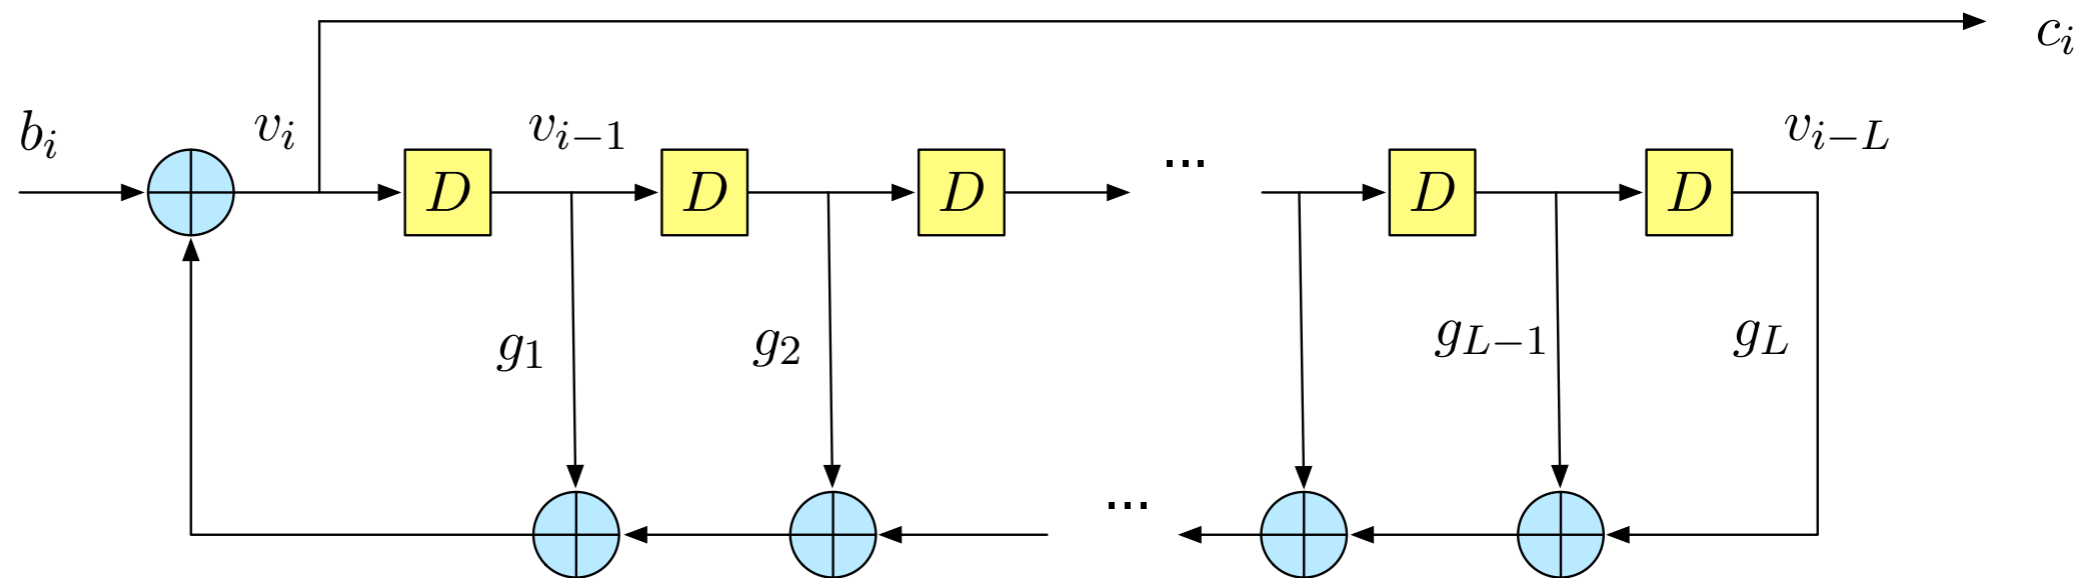 c_i
b_i v_i v_{i-1} ... v_{i-L}
D D D D D
g_1 g_2 g_{L-1} g_L
...